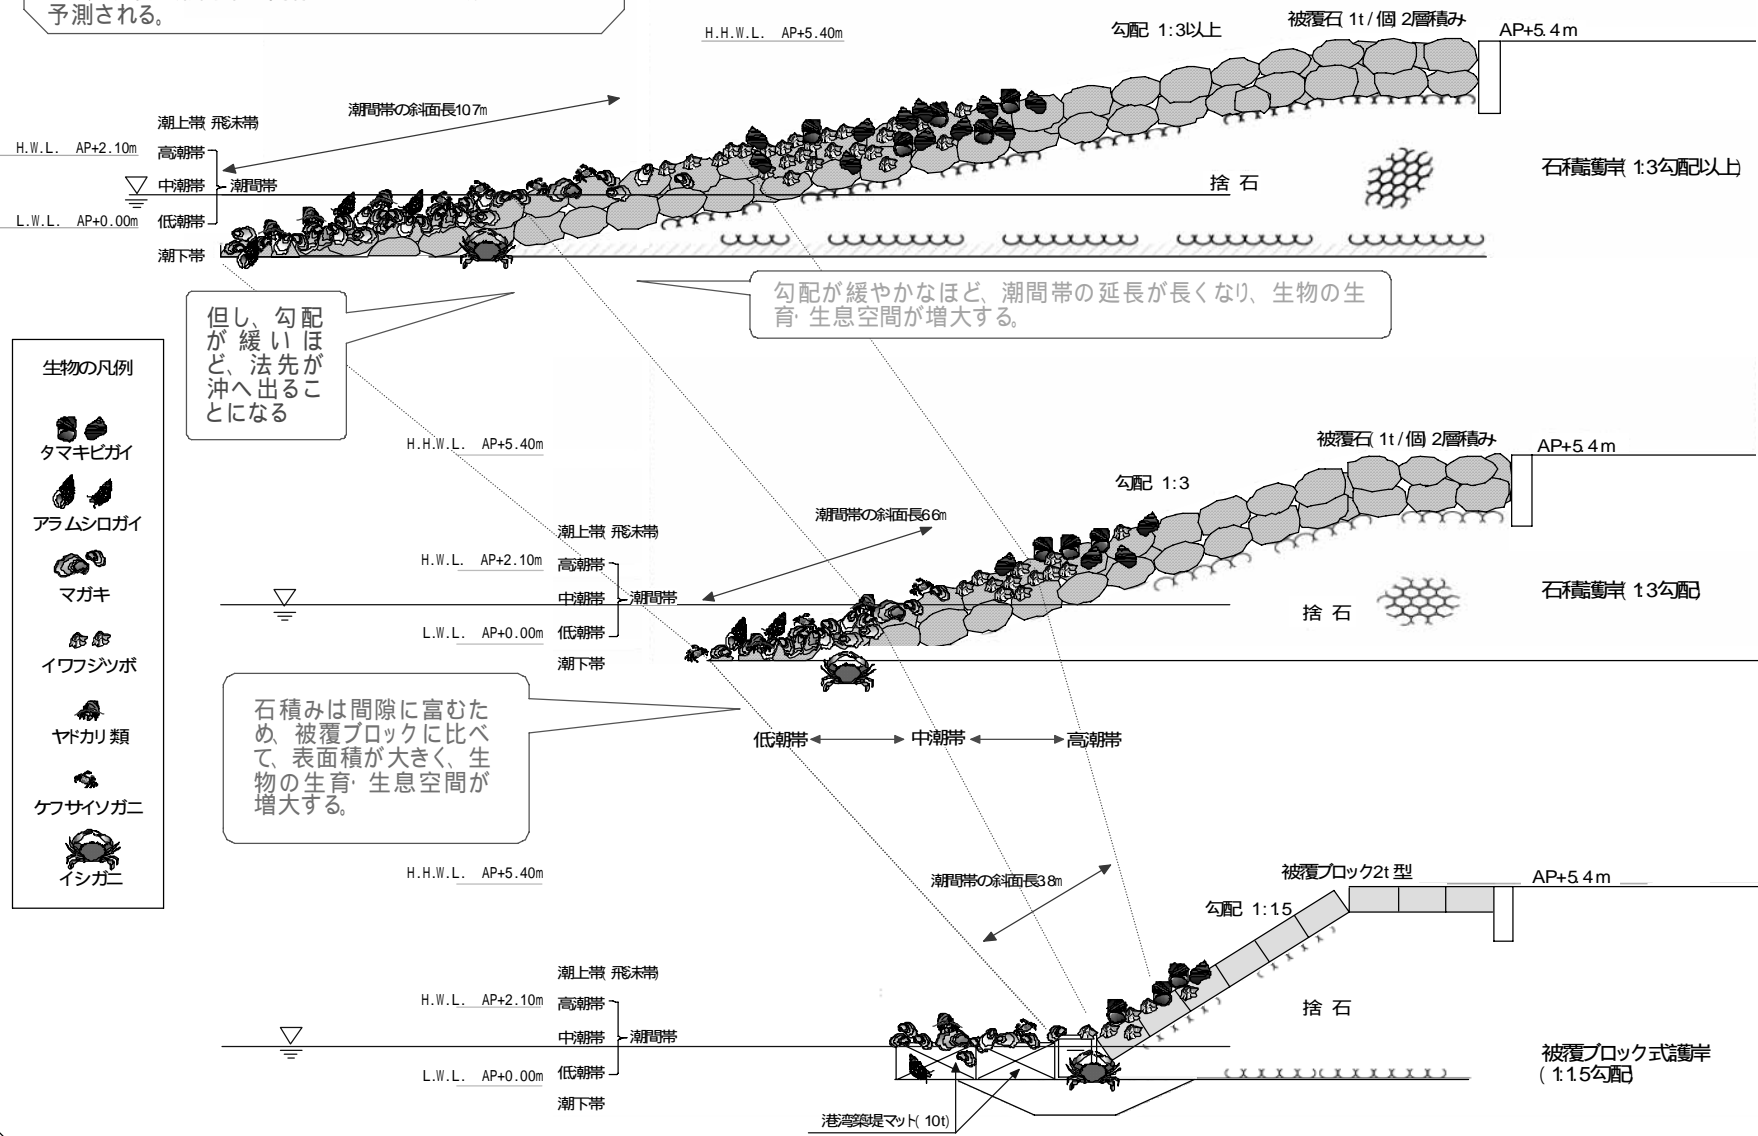 予測される。
H.H.W.L. AP+5.40m
勾配 1:3以上
被覆石(1t/個)2層積み
AP+5.4m
潮間帯の斜面長107m
潮上帯(飛沫帯)
H.W.L. AP+2.10m
高潮帯
中潮帯
潮間帯
L.W.L. AP+0.00m
低潮帯
潮下帯
捨石
石積護岸(1:3勾配以上)
但し、勾配
が緩いほ
ど、法先が
沖へ出るこ
とになる
勾配が緩やかなほど、潮間帯の延長が長くなり、生物の生
育・生息空間が増大する。
生物の凡例
タマキビガイ
アラムシロガイ
マガキ
イワフジツボ
ヤドカリ類
ケフサイソガニ
イシガニ
H.H.W.L. AP+5.40m
勾配 1:3
被覆石(1t/個)2層積み
AP+5.4m
潮間帯の斜面長66m
潮上帯(飛沫帯)
H.W.L. AP+2.10m
高潮帯
中潮帯
潮間帯
L.W.L. AP+0.00m
低潮帯
潮下帯
捨石
石積護岸(1:3勾配)
石積みは間隙に富むた
め、被覆ブロックに比べ
て、表面積が大きく、生
物の生育・生息空間が
増大する。
低潮帯
中潮帯
高潮帯
H.H.W.L. AP+5.40m
潮間帯の斜面長38m
被覆ブロック2t型
AP+5.4m
勾配 1:1.5
潮上帯(飛沫帯)
H.W.L. AP+2.10m
高潮帯
中潮帯
潮間帯
L.W.L. AP+0.00m
低潮帯
潮下帯
捨石
被覆ブロック式護岸
(1:1.5勾配)
港湾築堤マット(10t)